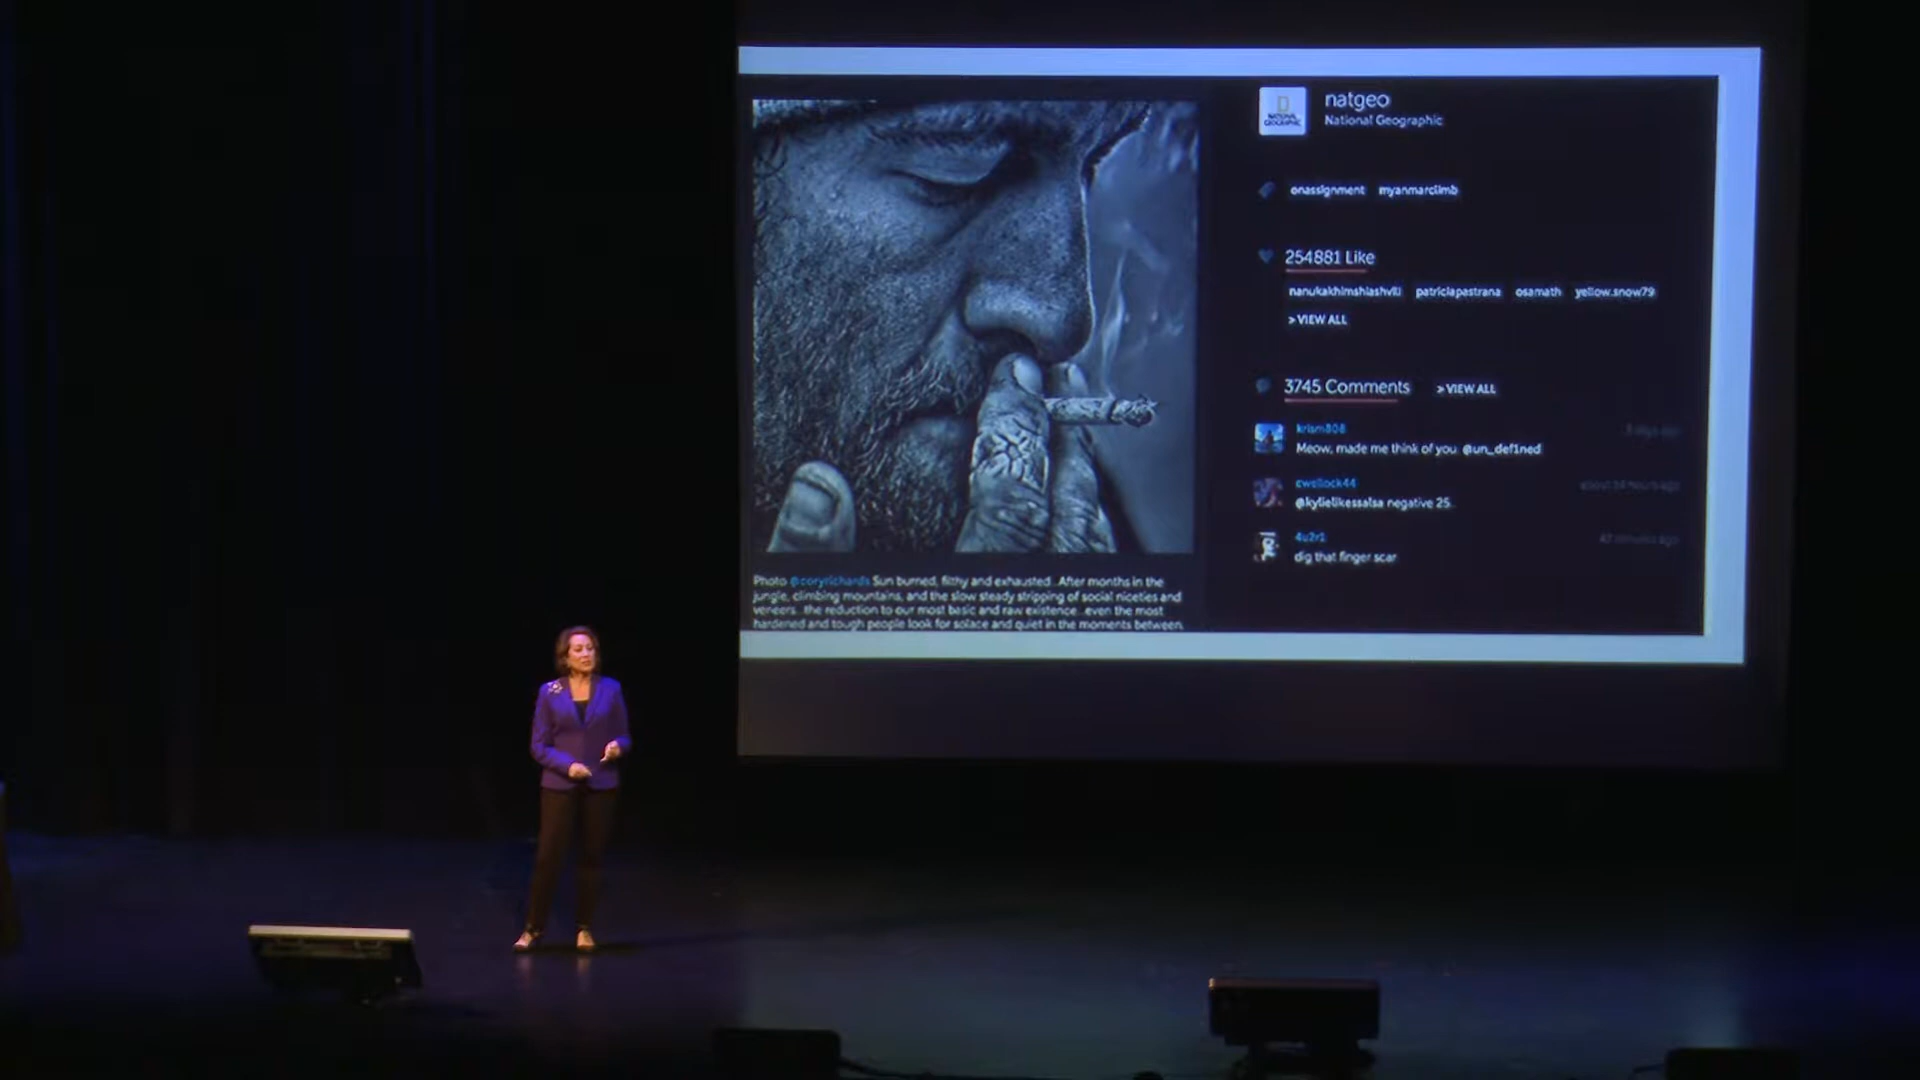 natgeo
National Geographic
NATIONAL
GEOGRAPHIC
onassignment myanmarclimb
254881 Like
nanukakhimshiashvili patriciapastrana osamath yellow.snow79
> VIEW ALL
3745 Comments > VIEW ALL
krism808
Meow, made me think of you @un_def1ned
cwellock44
@kylielikessalsa negative 25.
4u2r1
dig that finger scar
Photo @coryrichards Sun burned, filthy and exhausted...After months in the
jungle, climbing mountains, and the slow steady stripping of social niceties and
veneers...the reduction to our most basic and raw existence...even the most
hardened and tough people look for solace and quiet in the moments between.